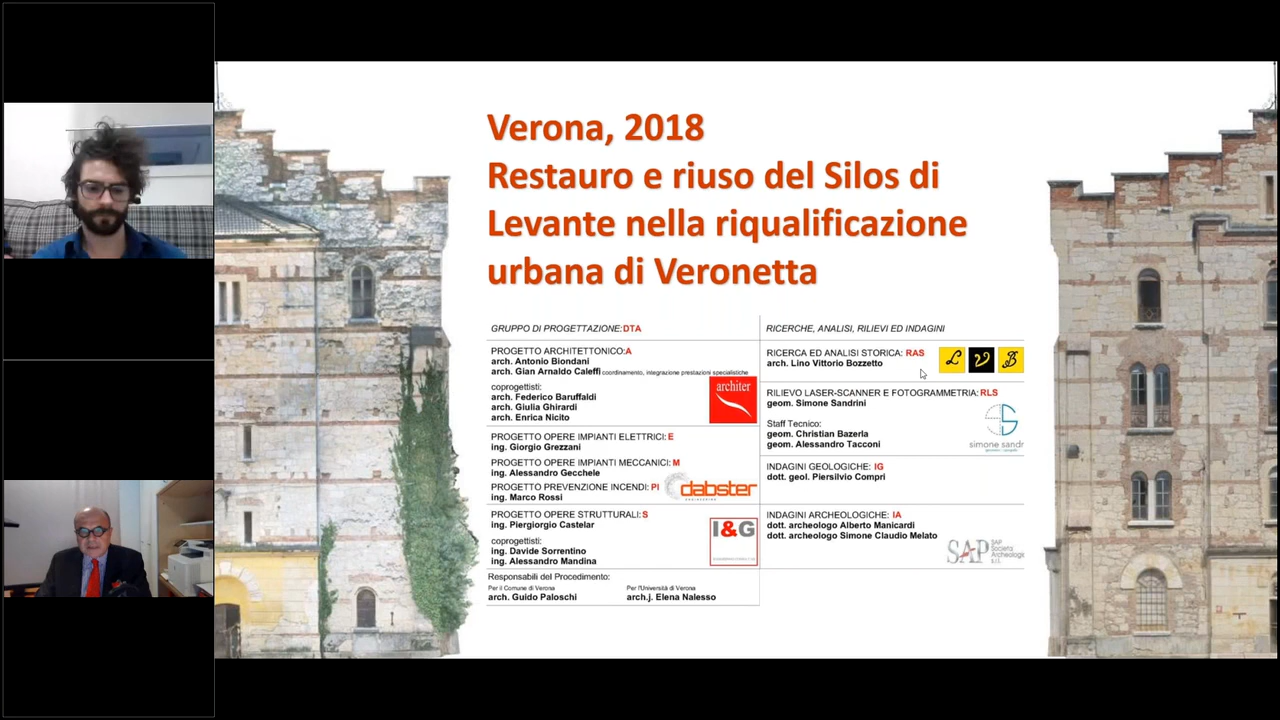 Verona, 2018
Restauro e riuso del Silos di
Levante nella riqualificazione
urbana di Veronetta
GRUPPO DI PROGETTAZIONE:DTA
PROGETTO ARCHITETTONICO:A
arch. Antonio Biondani
arch. Gian Arnaldo Caleffi coordinamento, integrazione prestazioni specialistiche
coprogettisti:
arch. Federico Baruffaldi
arch. Giulia Ghirardi
arch. Enrica Nicito
architer
PROGETTO OPERE IMPIANTI ELETTRICI: E
ing. Giorgio Grezzani
PROGETTO OPERE IMPIANTI MECCANICI: M
ing. Alessandro Gecchele
PROGETTO PREVENZIONE INCENDI: PI
ing. Marco Rossi
dabster
ENGINEERING
PROGETTO OPERE STRUTTURALI: S
ing. Piergiorgio Castelar
coprogettisti:
ing. Davide Sorrentino
ing. Alessandro Mandina
I&G
Responsabili del Procedimento:
Per il Comune di Verona
arch. Guido Paloschi
Per l'Università di Verona
arch.j. Elena Nalesso
RICERCHE, ANALISI, RILIEVI ED INDAGINI
RICERCA ED ANALISI STORICA: RAS
arch. Lino Vittorio Bozzetto
L V B
RILIEVO LASER-SCANNER E FOTOGRAMMETRIA: RLS
geom. Simone Sandrini
Staff Tecnico:
geom. Christian Bazerla
geom. Alessandro Tacconi
simone sandr
INDAGINI GEOLOGICHE: IG
dott. geol. Piersilvio Compri
INDAGINI ARCHEOLOGICHE: IA
dott. archeologo Alberto Manicardi
dott. archeologo Simone Claudio Melato
SAP
SAP
Società
Archeologic
s.r.l.